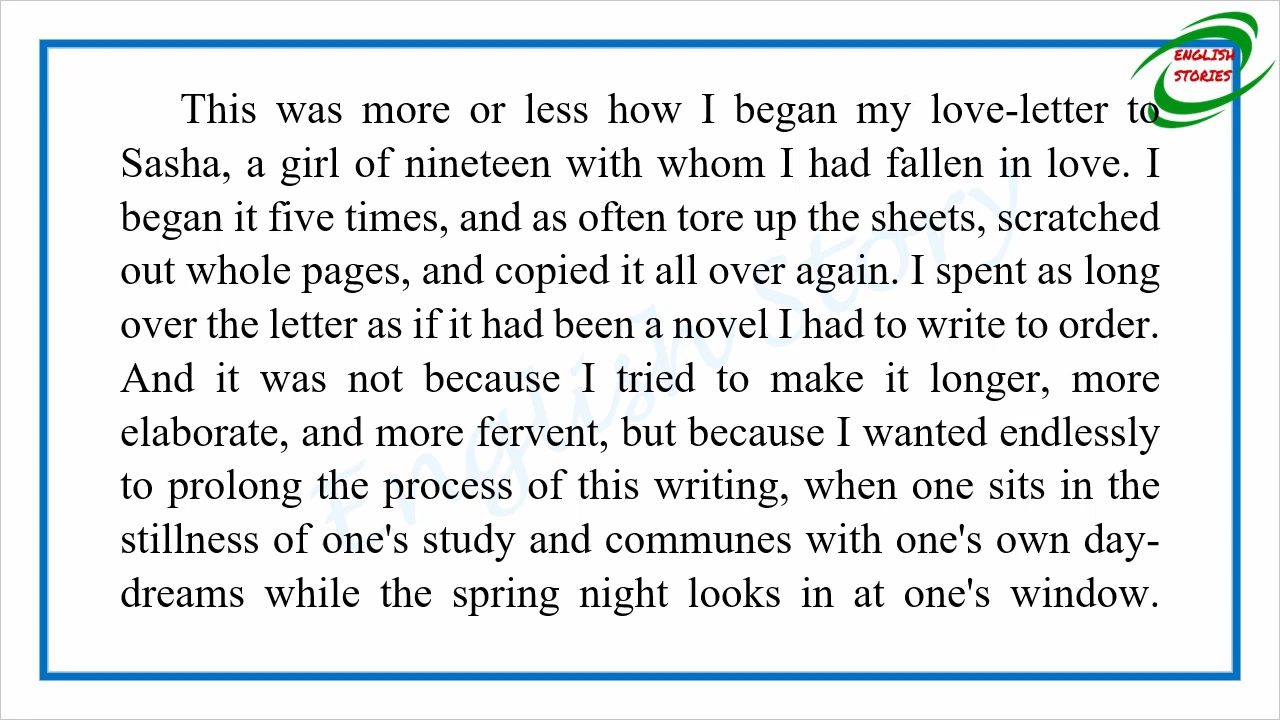 ENGLISH
STORIES
This was more or less how I began my love-letter to
Sasha, a girl of nineteen with whom I had fallen in love. I
began it five times, and as often tore up the sheets, scratched
out whole pages, and copied it all over again. I spent as long
over the letter as if it had been a novel I had to write to order.
And it was not because I tried to make it longer, more
elaborate, and more fervent, but because I wanted endlessly
to prolong the process of this writing, when one sits in the
stillness of one's study and communes with one's own day-
dreams while the spring night looks in at one's window.
English Story